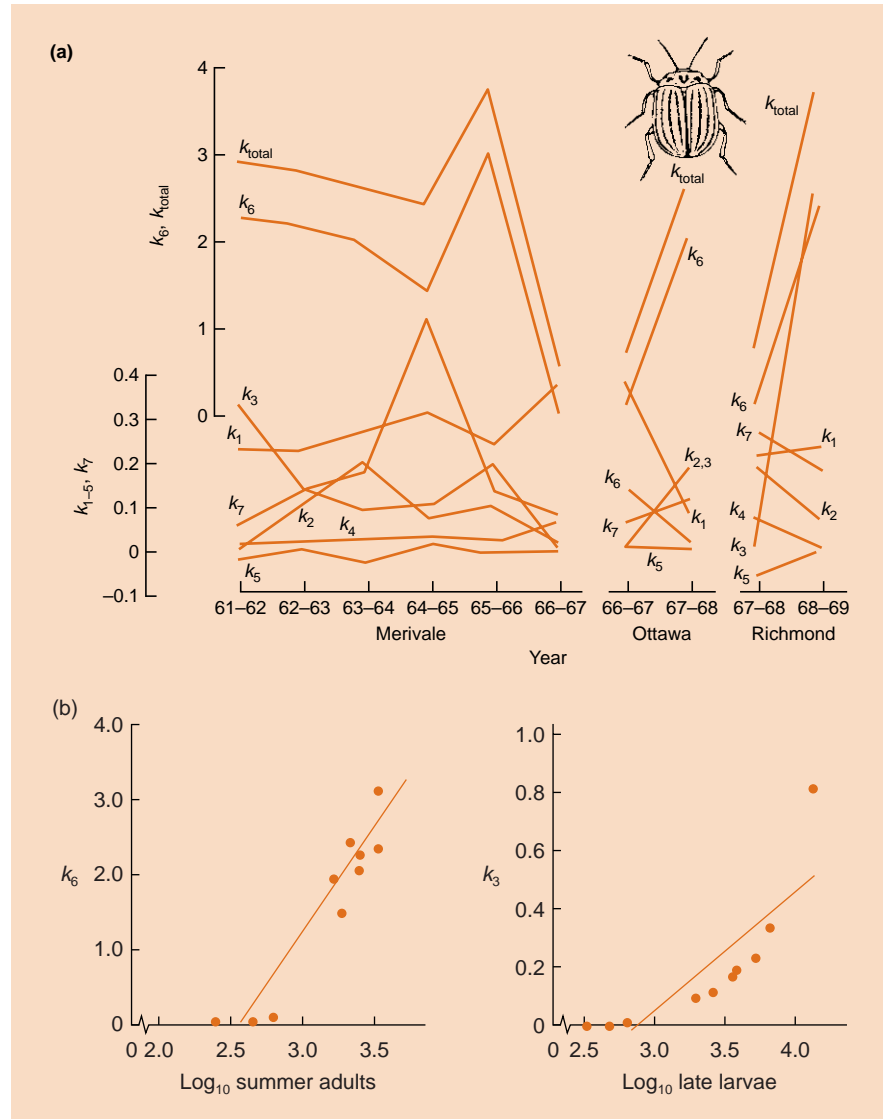 (a)
4
3
2
1
0
k6, ktotal
0.4
0.3
0.2
0.1
0
–0.1
k1–5, k7
ktotal
k6
k3
k1
k7
k2
k4
k5
ktotal
k6
k2,3
k6
k7
k1
k5
ktotal
k6
k7
k1
k2
k4
k3
k5
61–62 62–63 63–64 64–65 65–66 66–67 66–67 67–68 67–68 68–69
Merivale Ottawa Richmond
Year
(b)
4.0
3.0
k6
2.0
1.0
0
0 2.0 2.5 3.0 3.5
Log10 summer adults
1.0
0.8
k3
0.6
0.4
0.2
0
0 2.5 3.0 3.5 4.0
Log10 late larvae